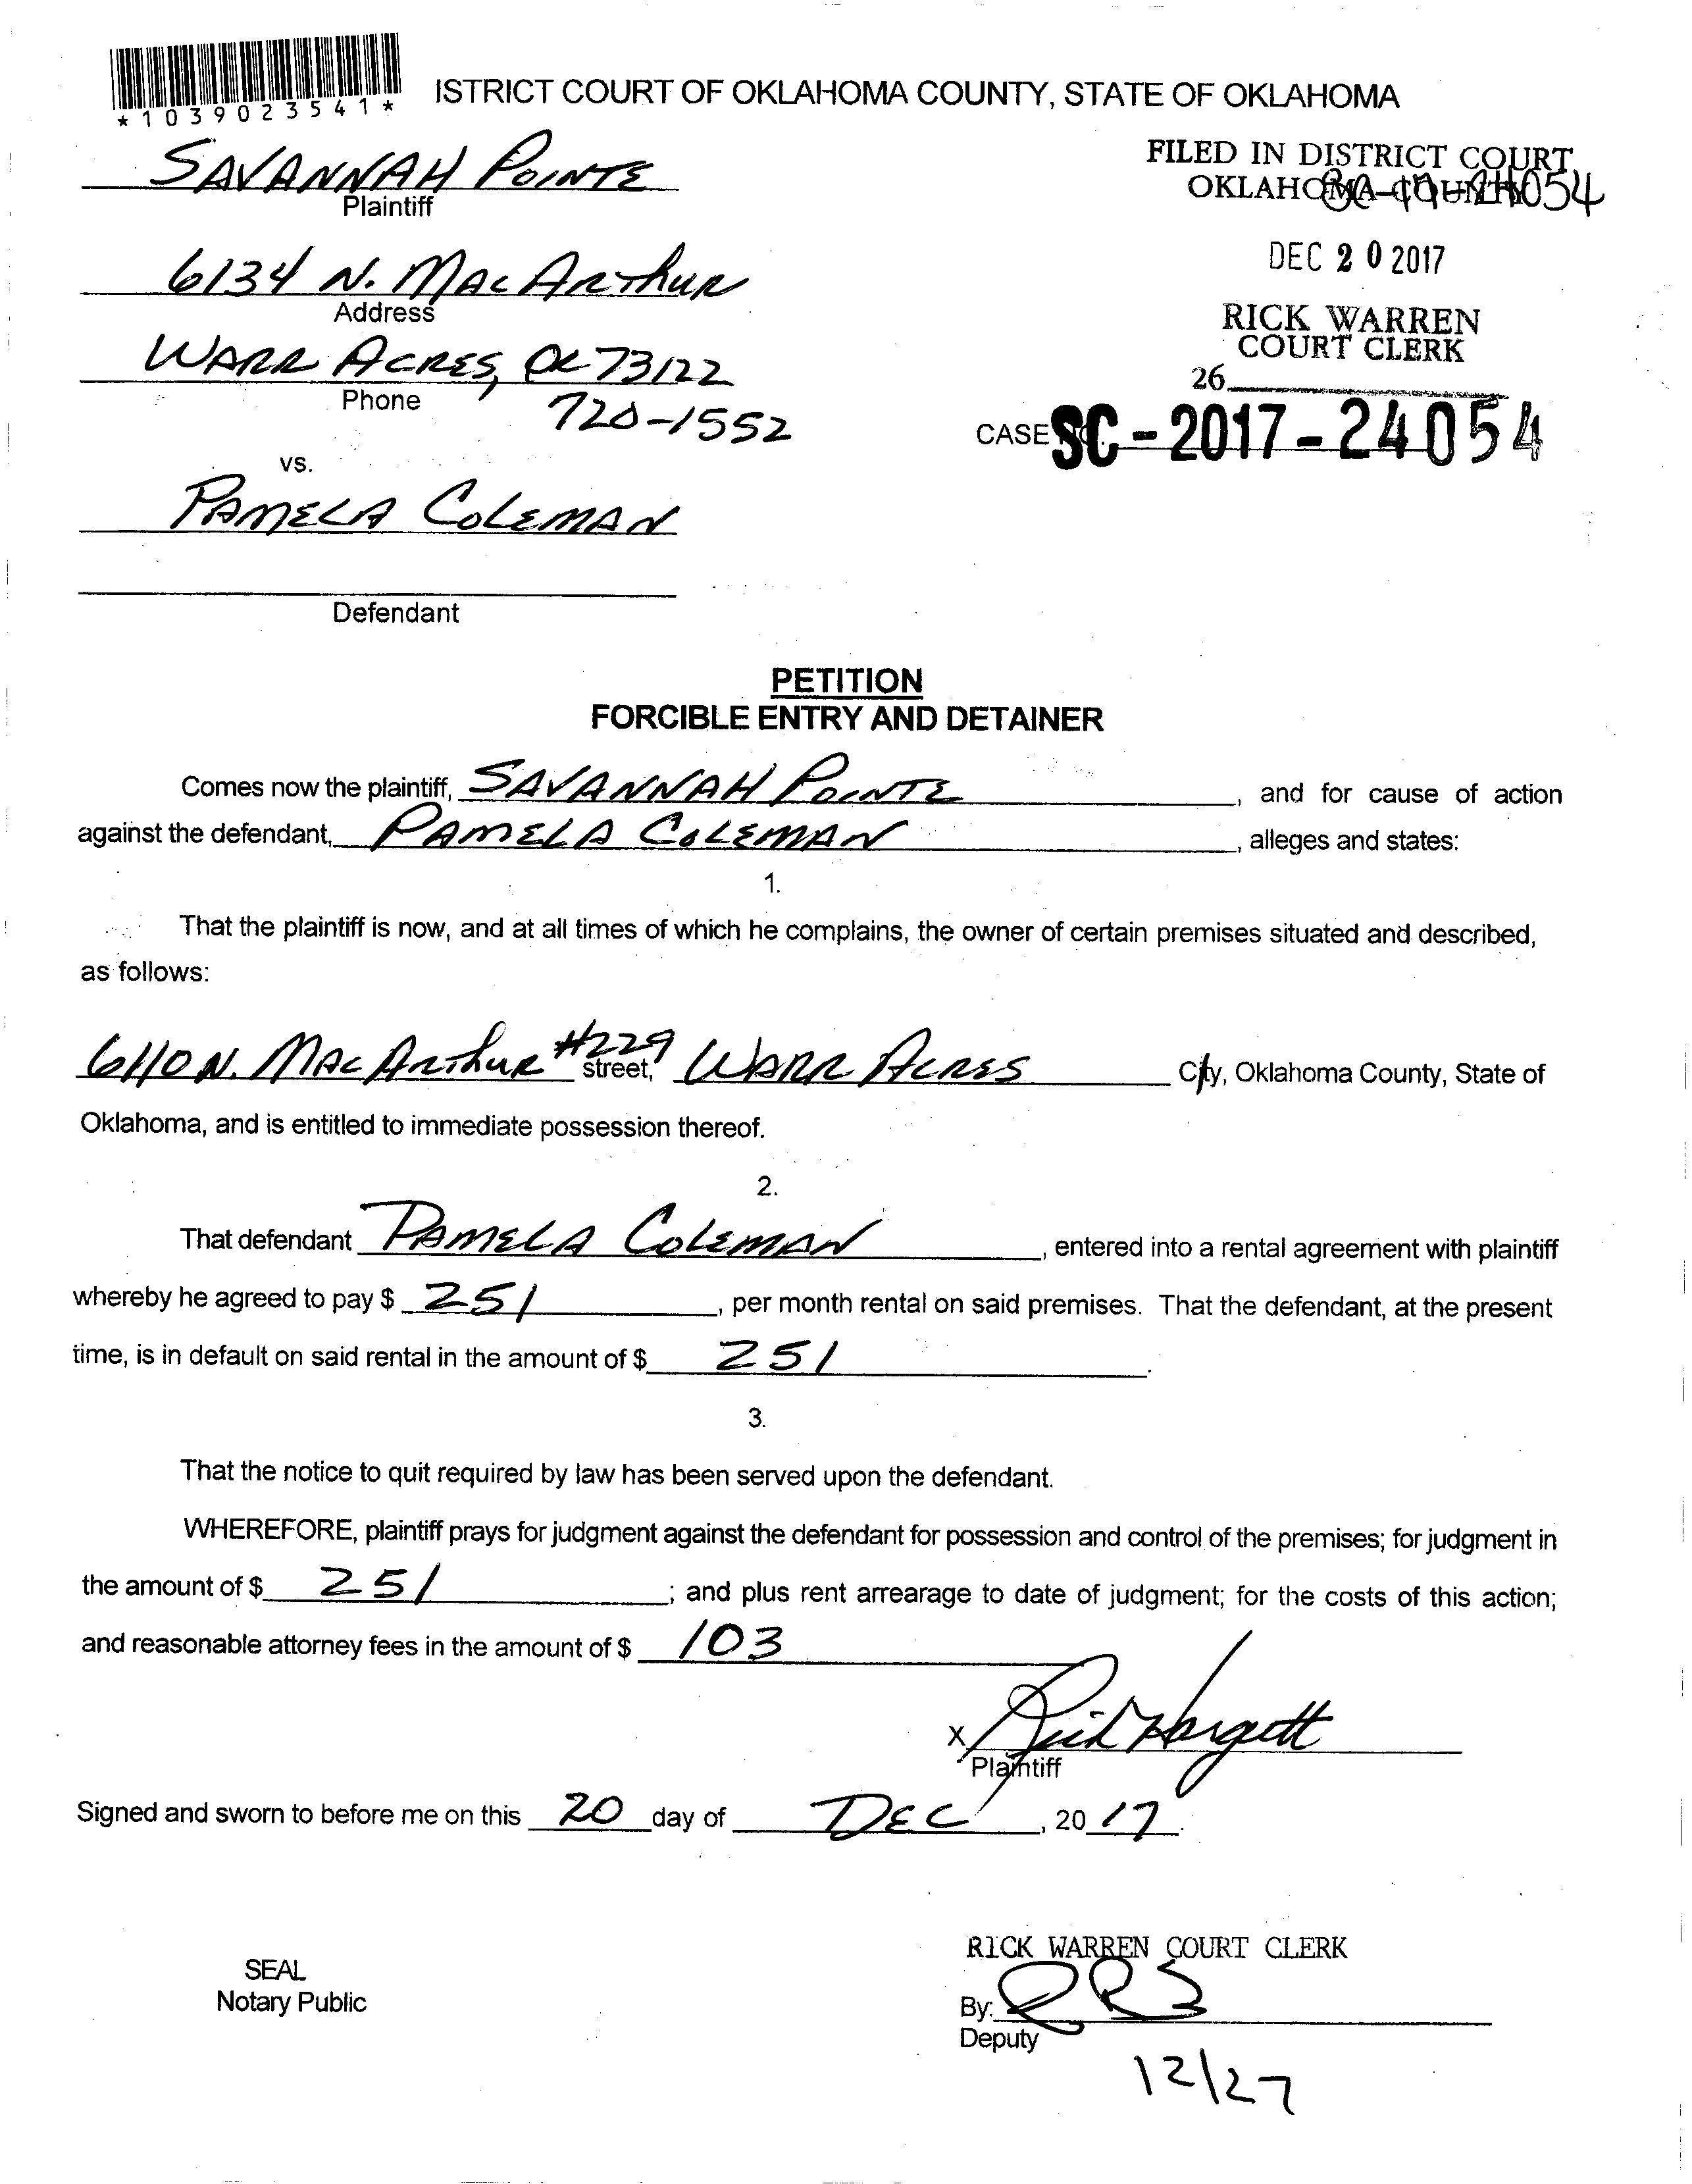 *1039023541*
ISTRICT COURT OF OKLAHOMA COUNTY, STATE OF OKLAHOMA
SAVANNAH POINTE
Plaintiff
FILED IN DISTRICT COURT
OKLAHOMA COUNTY
SC-17-24054
6134 N. MacArthur
Address
DEC 20 2017
RICK WARREN
COURT CLERK
WARR ACRES, OK 73122
Phone
720-1552
26
CASE NO. SC-2017-24054
vs.
PAMELA COLEMAN
Defendant
PETITION
FORCIBLE ENTRY AND DETAINER
Comes now the plaintiff, SAVANNAH POINTE, and for cause of action
against the defendant, PAMELA COLEMAN, alleges and states:
1.
That the plaintiff is now, and at all times of which he complains, the owner of certain premises situated and described,
as follows:
6110 N. MacArthur #229 street, WARR ACRES City, Oklahoma County, State of
Oklahoma, and is entitled to immediate possession thereof.
2.
That defendant PAMELA COLEMAN, entered into a rental agreement with plaintiff
whereby he agreed to pay $ 251, per month rental on said premises. That the defendant, at the present
time, is in default on said rental in the amount of $ 251.
3.
That the notice to quit required by law has been served upon the defendant.
WHEREFORE, plaintiff prays for judgment against the defendant for possession and control of the premises; for judgment in
the amount of $ 251; and plus rent arrearage to date of judgment; for the costs of this action;
and reasonable attorney fees in the amount of $ 103
X Rick Hargett
Plaintiff
Signed and sworn to before me on this 20 day of DEC, 20 17.
RICK WARREN COURT CLERK
SEAL
Notary Public
By:
Deputy
12/27